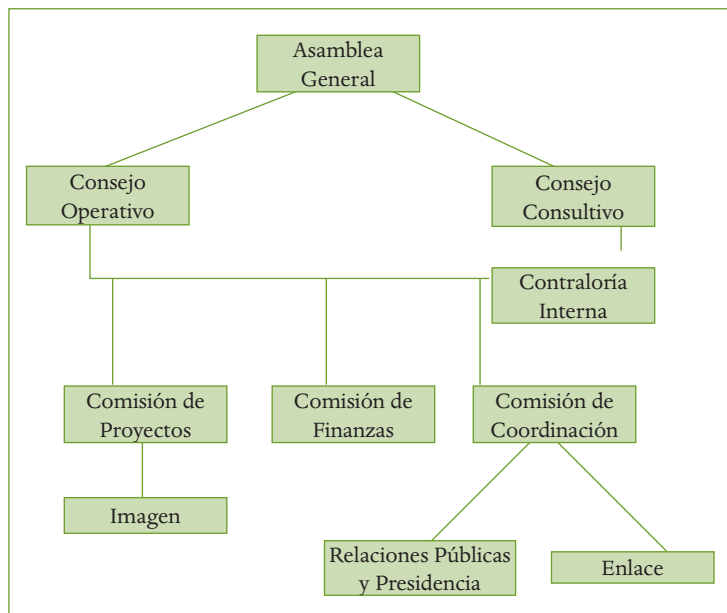 Asamblea
General
Consejo
Operativo
Consejo
Consultivo
Contraloría
Interna
Comisión de
Proyectos
Comisión de
Finanzas
Comisión de
Coordinación
Imagen
Relaciones Públicas
y Presidencia
Enlace